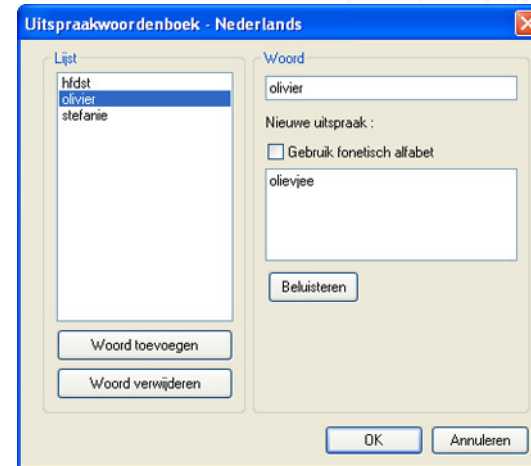 Uitspraakwoordenboek - Nederlands
Lijst
hfdst
olivier
stefanie
Woord toevoegen
Woord verwijderen
Woord
olivier
Nieuwe uitspraak :
Gebruik fonetisch alfabet
olievjee
Beluisteren
OK
Annuleren